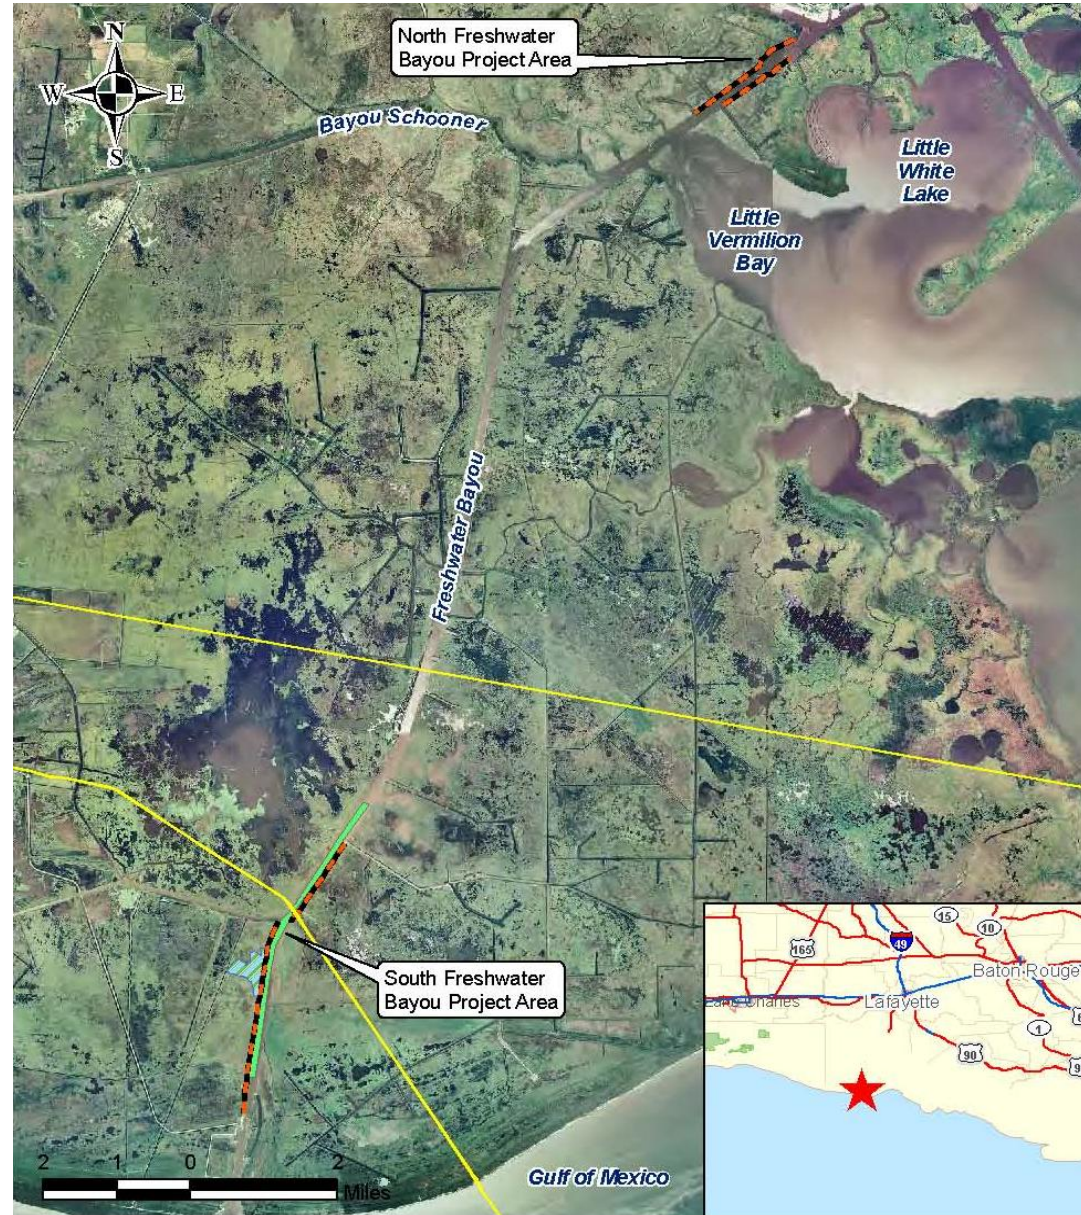 N
W E
S
North Freshwater
Bayou Project Area
Bayou Schooner
Little
White
Lake
Little
Vermilion
Bay
Freshwater Bayou
South Freshwater
Bayou Project Area
Gulf of Mexico
2 1 0 2
Miles
15
10
49
165
Baton Rouge
Lafayette
1
90